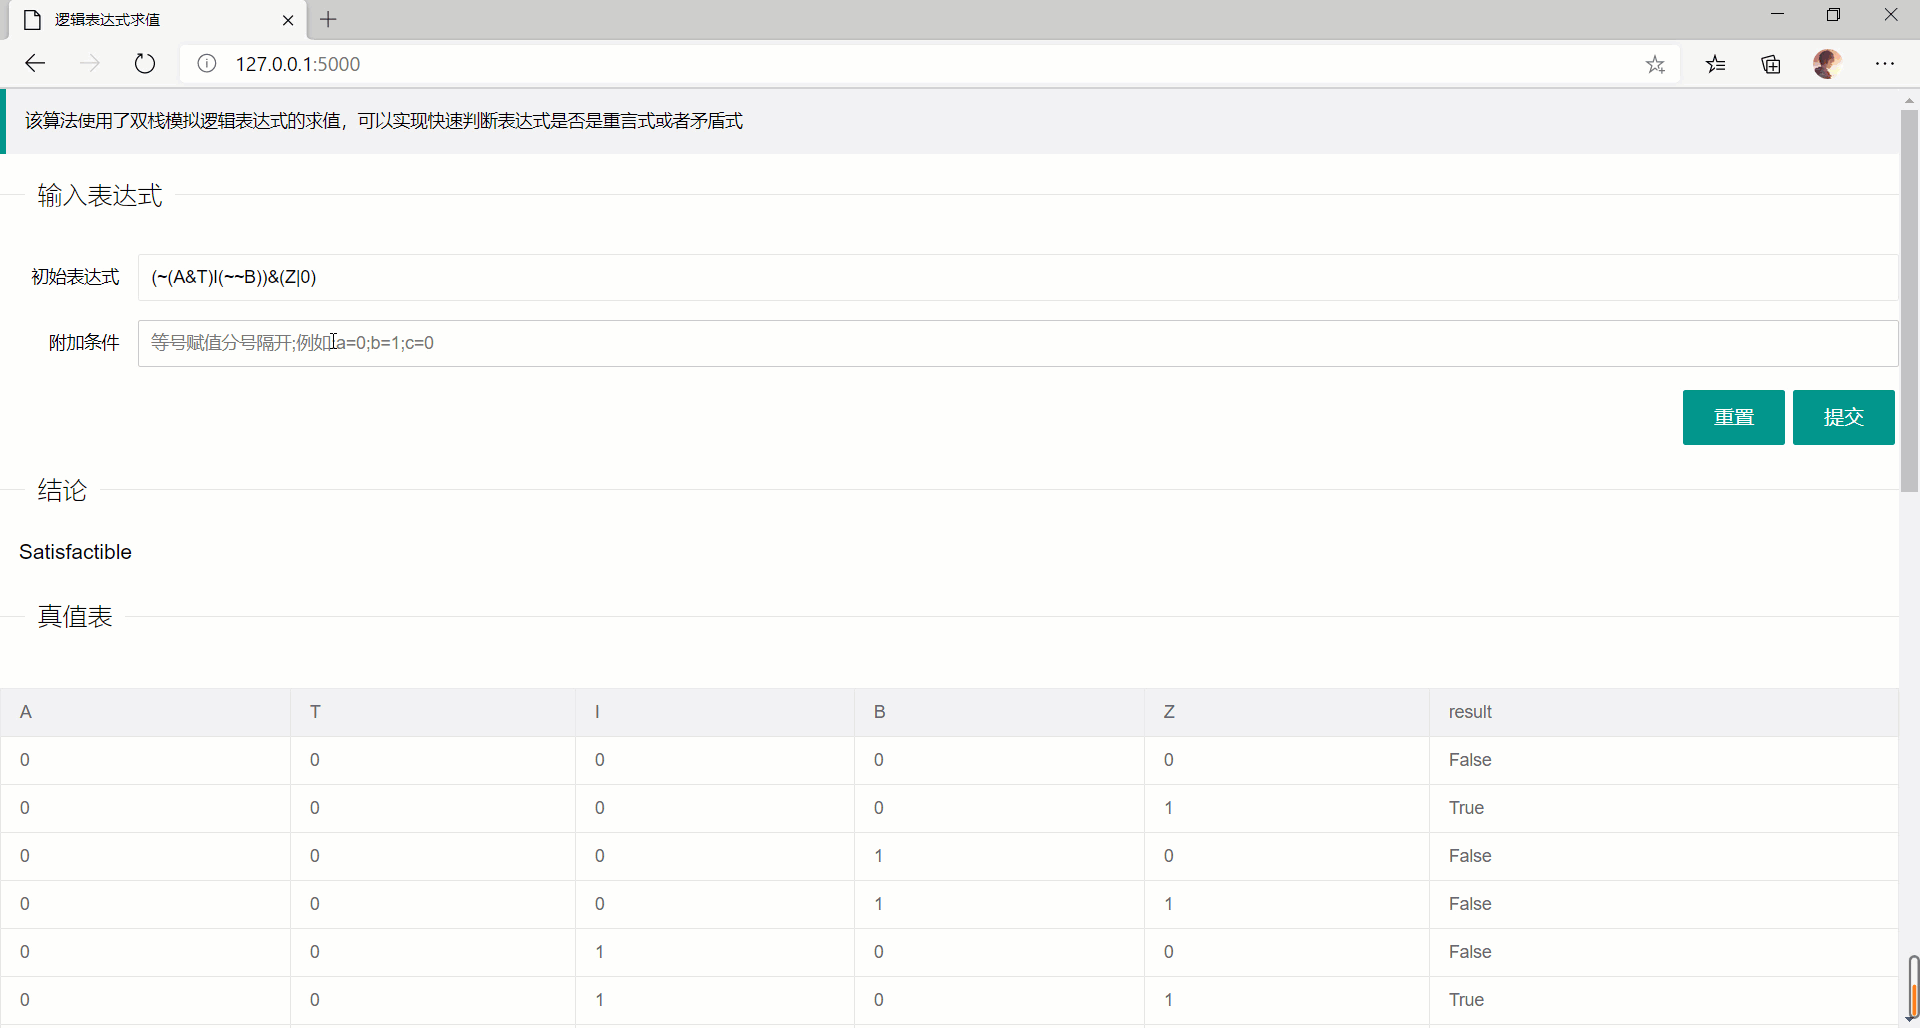 逻辑表达式求值
127.0.0.1:5000
该算法使用了双栈模拟逻辑表达式的求值，可以实现快速判断表达式是否是重言式或者矛盾式
输入表达式
初始表达式 (~(A&T)I(~~B))&(Z|0)
附加条件 等号赋值分号隔开;例如:a=0;b=1;c=0
重置 提交
结论
Satisfactible
真值表
A T I B Z result
0 0 0 0 0 False
0 0 0 0 1 True
0 0 0 1 0 False
0 0 0 1 1 False
0 0 1 0 0 False
0 0 1 0 1 True